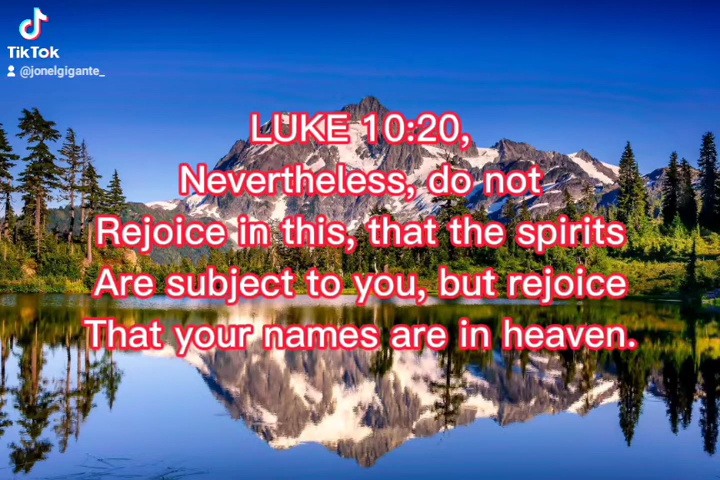 TikTok
@jonelgigante_
LUKE 10:20,
Nevertheless, do not
Rejoice in this, that the spirits
Are subject to you, but rejoice
That your names are in heaven.